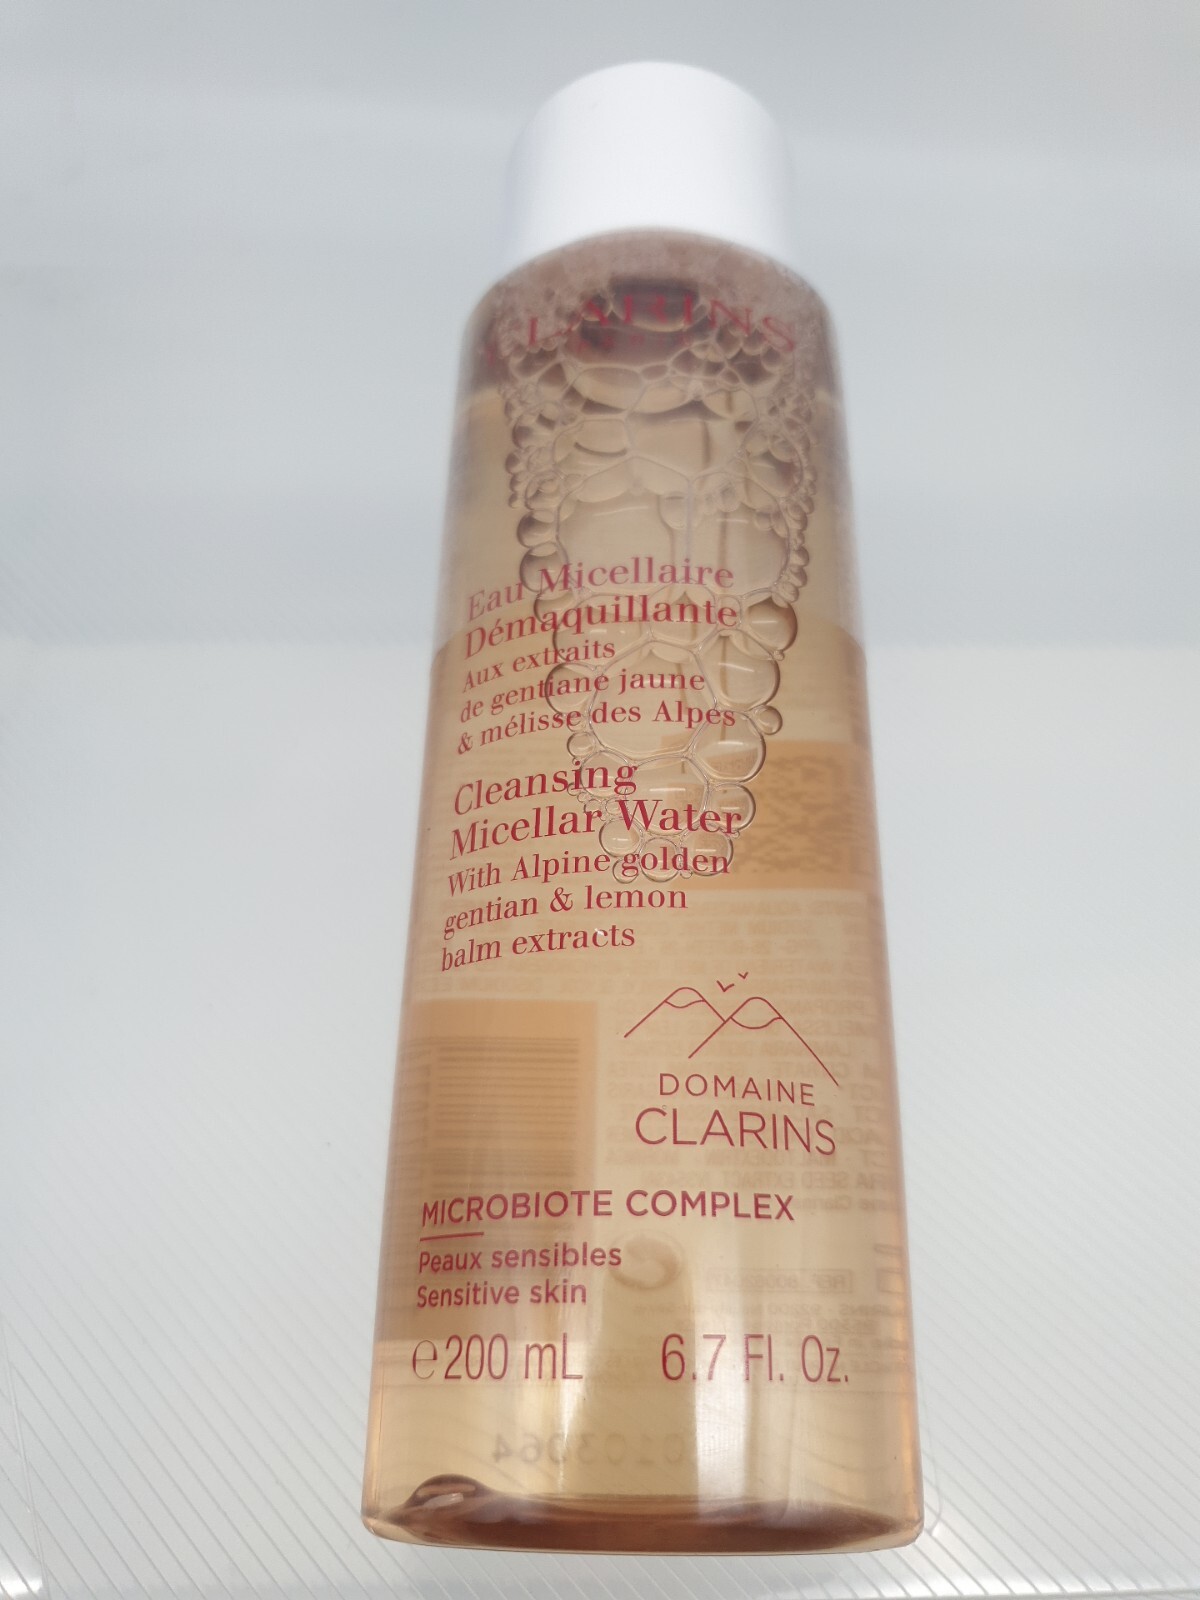 CLARINS
Eau Micellaire
Démaquillante
Aux extraits
de gentiane jaune
& mélisse des Alpes
Cleansing
Micellar Water
With Alpine golden
gentian & lemon
balm extracts
DOMAINE
CLARINS
MICROBIOTE COMPLEX
Peaux sensibles
Sensitive skin
℮200 mL 6.7 Fl. Oz.